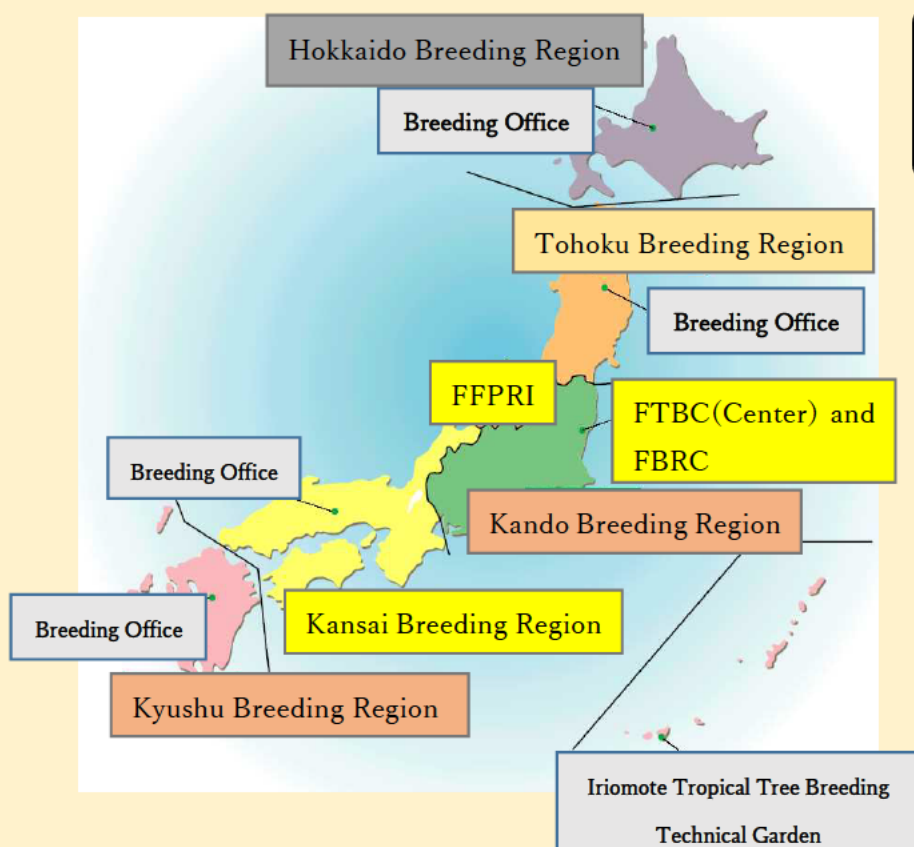 Hokkaido Breeding Region
Breeding Office
Tohoku Breeding Region
Breeding Office
FFPRI
FTBC(Center) and
FBRC
Breeding Office
Kando Breeding Region
Breeding Office
Kansai Breeding Region
Kyushu Breeding Region
Iriomote Tropical Tree Breeding
Technical Garden